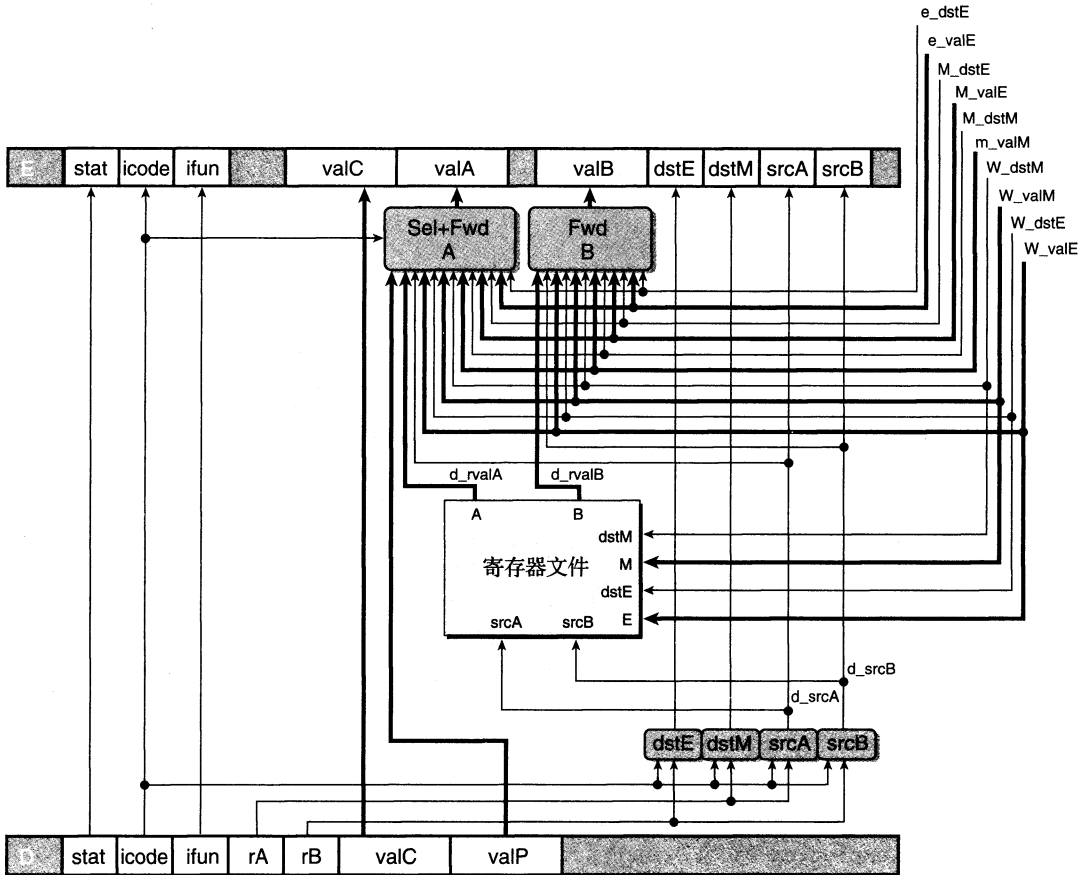 e_dstE
e_valE
M_dstE
M_valE
M_dstM
m_valM
W_dstM
W_valM
W_dstE
W_valE
E stat icode ifun valC valA valB dstE dstM srcA srcB
Sel+Fwd A
Fwd B
d_rvalA d_rvalB
A B
dstM
寄存器文件 M
dstE
srcA srcB E
d_srcB
d_srcA
dstE dstM srcA srcB
D stat icode ifun rA rB valC valP